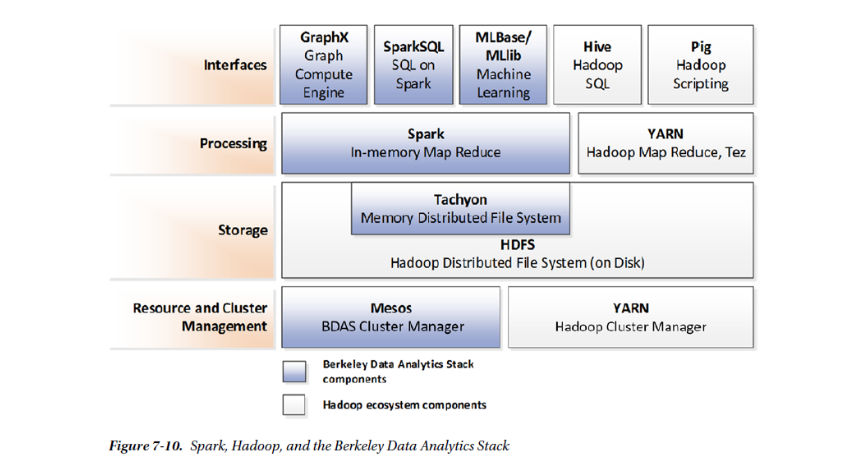 Interfaces
GraphX
Graph
Compute
Engine
SparkSQL
SQL on
Spark
MLBase/
MLlib
Machine
Learning
Hive
Hadoop
SQL
Pig
Hadoop
Scripting
Processing
Spark
In-memory Map Reduce
YARN
Hadoop Map Reduce, Tez
Storage
Tachyon
Memory Distributed File System
HDFS
Hadoop Distributed File System (on Disk)
Resource and Cluster
Management
Mesos
BDAS Cluster Manager
YARN
Hadoop Cluster Manager
Berkeley Data Analytics Stack
components
Hadoop ecosystem components
Figure 7-10. Spark, Hadoop, and the Berkeley Data Analytics Stack